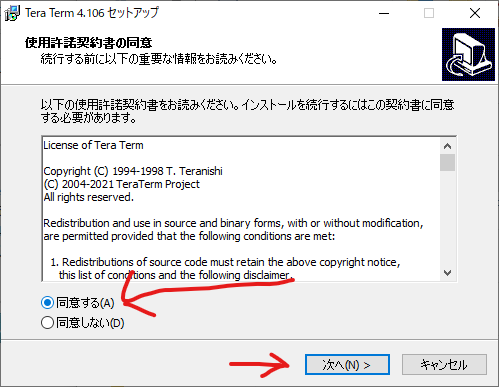 Tera Term 4.106 セットアップ
使用許諾契約書の同意
続行する前に以下の重要な情報をお読みください。
以下の使用許諾契約書をお読みください。インストールを続行するにはこの契約書に同意
する必要があります。
License of Tera Term
Copyright (C) 1994-1998 T. Teranishi
(C) 2004-2021 TeraTerm Project
All rights reserved.
Redistribution and use in source and binary forms, with or without modification,
are permitted provided that the following conditions are met:
1. Redistributions of source code must retain the above copyright notice,
this list of conditions and the following disclaimer.
同意する(A)
同意しない(D)
次へ(N) >
キャンセル